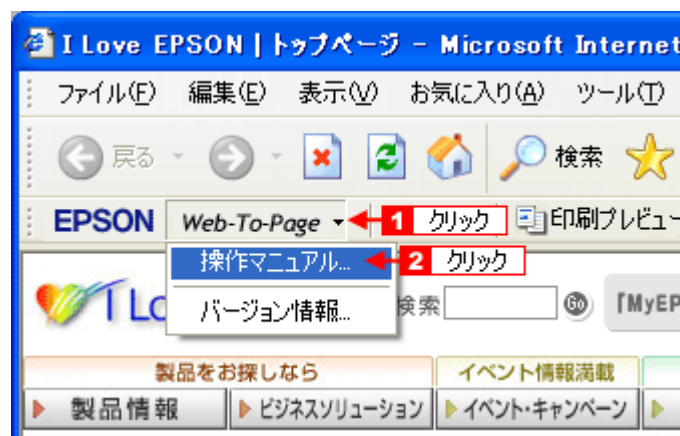 I Love EPSON | トップページ - Microsoft Internet
ファイル(F) 編集(E) 表示(V) お気に入り(A) ツール(T)
戻る 検索
EPSON Web-To-Page 1 クリック 印刷プレビュー
操作マニュアル... 2 クリック
I Lo 検索 Go 「MyEP
バージョン情報...
製品をお探しなら イベント情報満載
製品情報 ビジネスソリューション イベント・キャンペーン